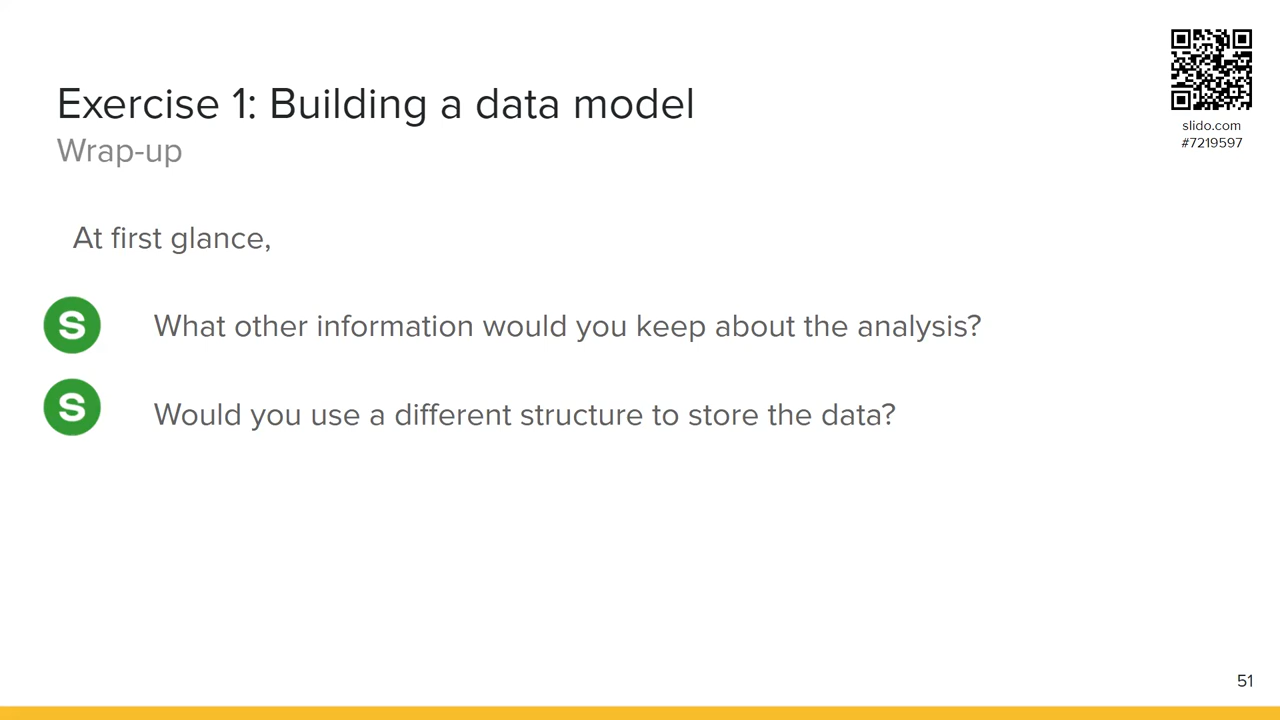 slido.com
#7219597
Exercise 1: Building a data model
Wrap-up
At first glance,
S What other information would you keep about the analysis?
S Would you use a different structure to store the data?
51